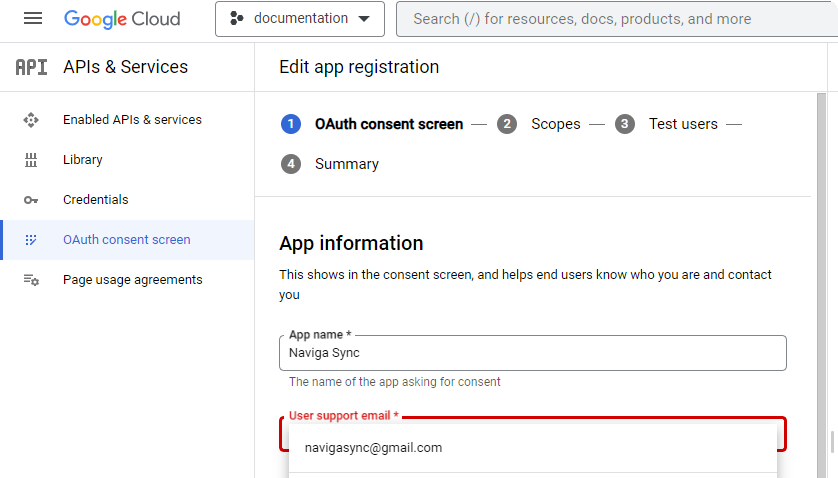 Google Cloud
documentation
Search (/) for resources, docs, products, and more
API
APIs & Services
Enabled APIs & services
Library
Credentials
OAuth consent screen
Page usage agreements
Edit app registration
1 OAuth consent screen — 2 Scopes — 3 Test users —
4 Summary
App information
This shows in the consent screen, and helps end users know who you are and contact
you
App name *
Naviga Sync
The name of the app asking for consent
User support email *
navigasync@gmail.com